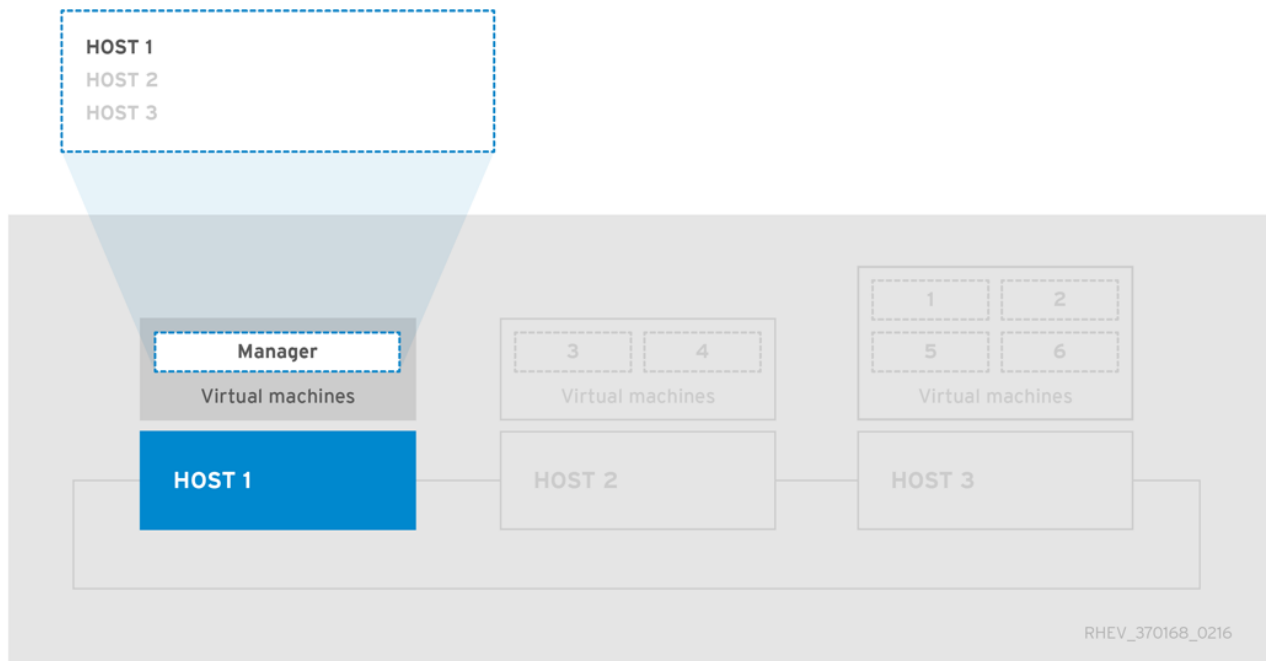 HOST 1
HOST 2
HOST 3
1 2
Manager
3 4
5 6
Virtual machines
Virtual machines
Virtual machines
HOST 1
HOST 2
HOST 3
RHEV_370168_0216